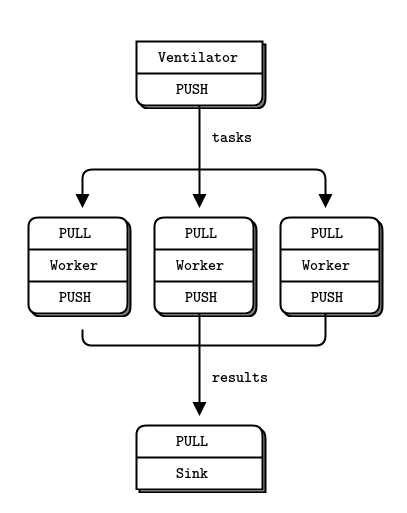 Ventilator
PUSH
tasks
PULL PULL PULL
Worker Worker Worker
PUSH PUSH PUSH
results
PULL
Sink